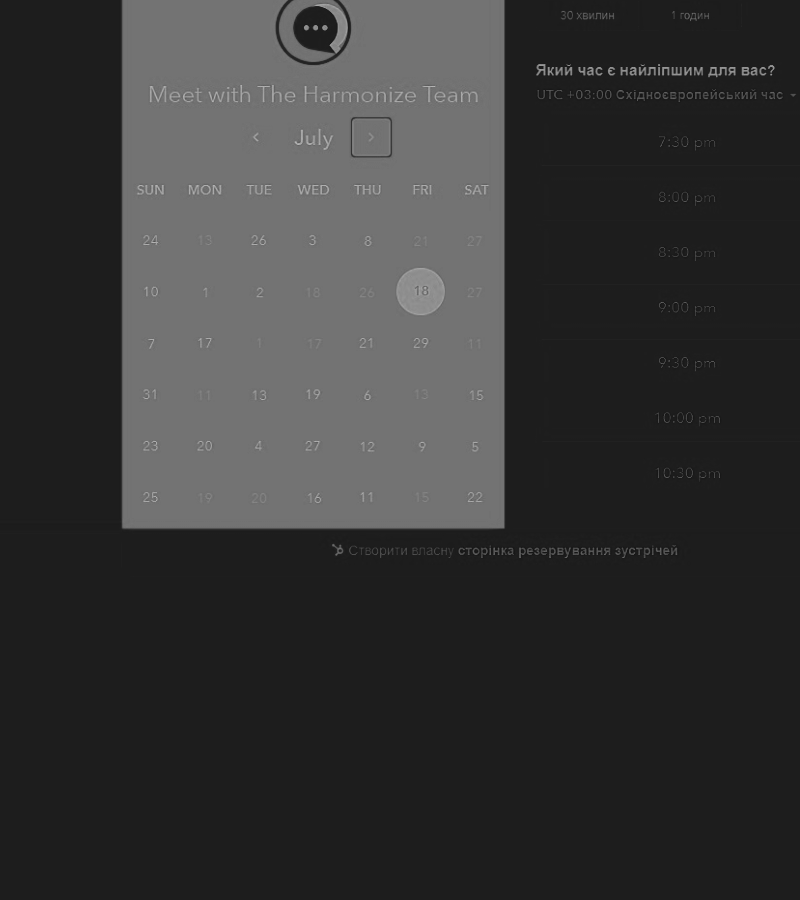 30 хвилин 1 годин
Meet with The Harmonize Team
July
SUN MON TUE WED THU FRI SAT
24 13 26 3 8 21 27
10 1 2 18 26 18 27
7 17 1 17 21 29 11
31 11 13 19 6 13 15
23 20 4 27 12 9 5
25 19 20 16 11 15 22
Який час є найліпшим для вас?
UTC +03:00 Східноєвропейський час
7:30 pm
8:00 pm
8:30 pm
9:00 pm
9:30 pm
10:00 pm
10:30 pm
Створити власну сторінка резервування зустрічей